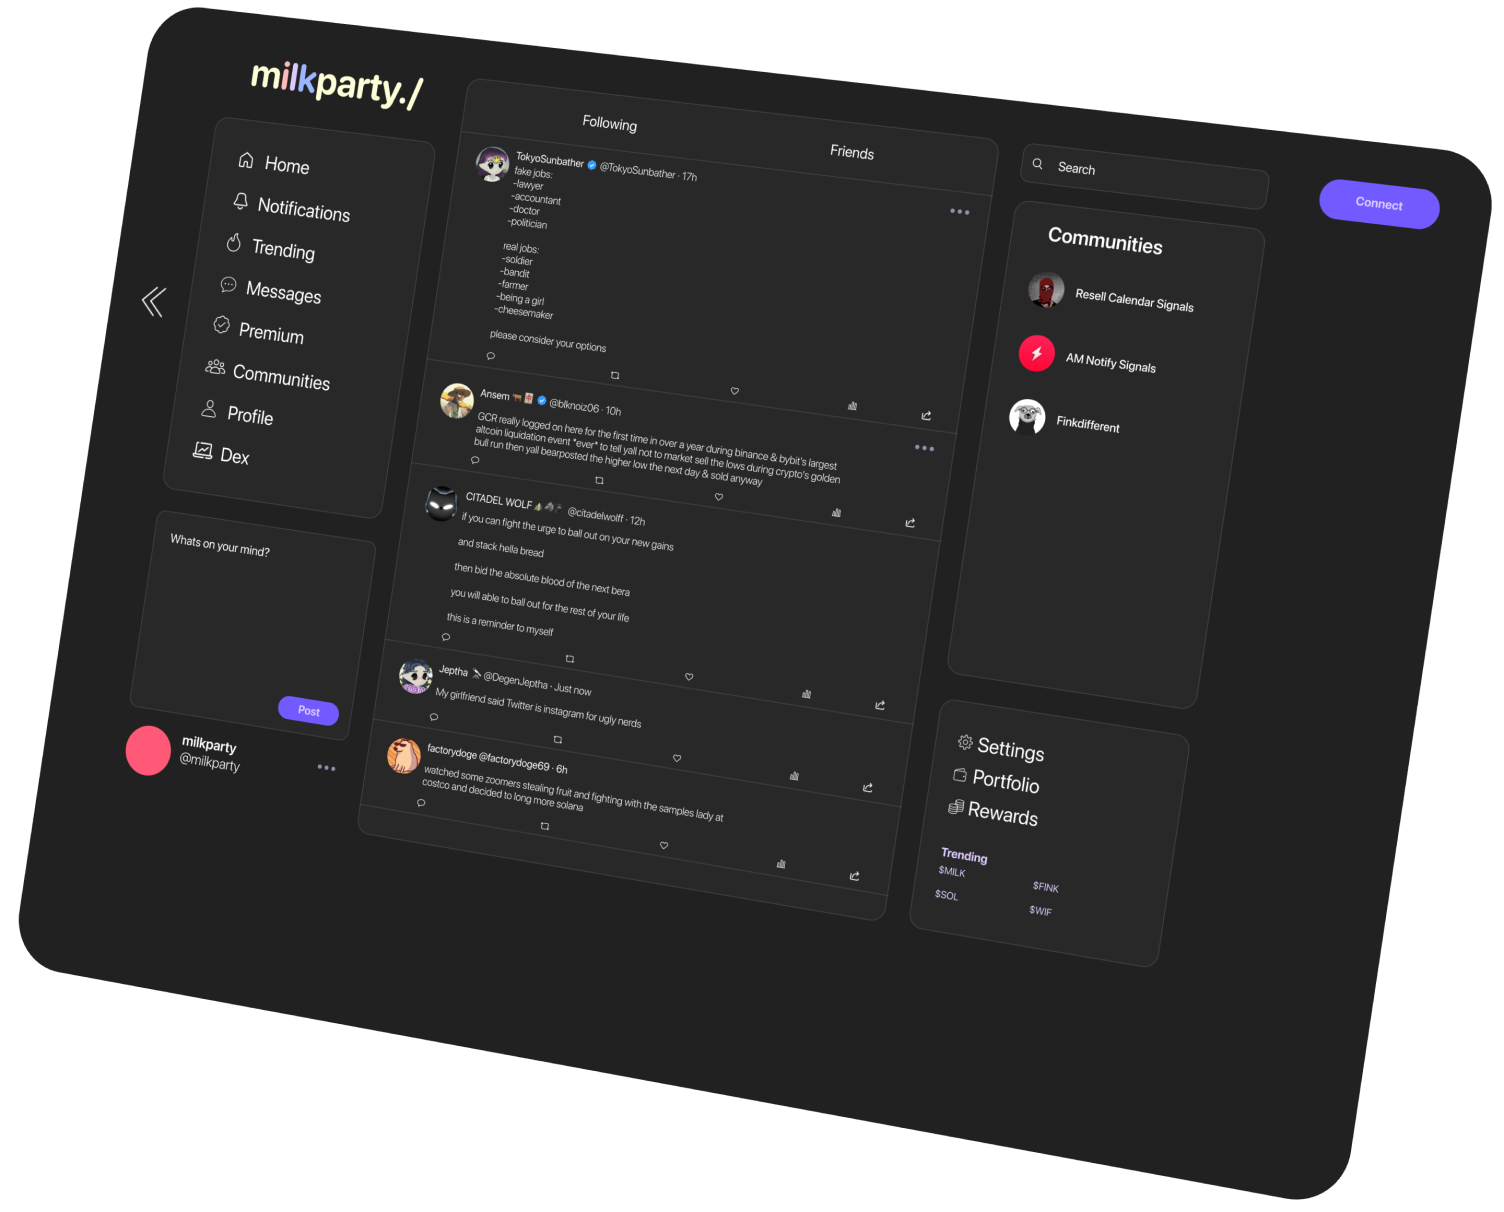 milkparty./
Home
Notifications
Trending
Messages
Premium
Communities
Profile
Dex
Whats on your mind?
Post
milkparty
@milkparty
Following
Friends
TokyoSunbather @TokyoSunbather · 17h
fake jobs:
-lawyer
-accountant
-doctor
-politician
real jobs:
-soldier
-bandit
-farmer
-being a girl
-cheesemaker
please consider your options
Ansem @blknoiz06 · 10h
GCR really logged on here for the first time in over a year during binance & bybit's largest
altcoin liquidation event *ever* to tell yall not to market sell the lows during crypto's golden
bull run then yall bearposted the higher low the next day & sold anyway
CITADEL WOLF @citadelwolff · 12h
if you can fight the urge to ball out on your new gains
and stack hella bread
then bid the absolute blood of the next bera
you will able to ball out for the rest of your life
this is a reminder to myself
Jeptha @DegenJeptha · Just now
My girlfriend said Twitter is instagram for ugly nerds
factorydoge @factorydoge69 · 6h
watched some zoomers stealing fruit and fighting with the samples lady at
costco and decided to long more solana
Search
Connect
Communities
Resell Calendar Signals
AM Notify Signals
Finkdifferent
Settings
Portfolio
Rewards
Trending
$MILK $FINK
$SOL $WIF